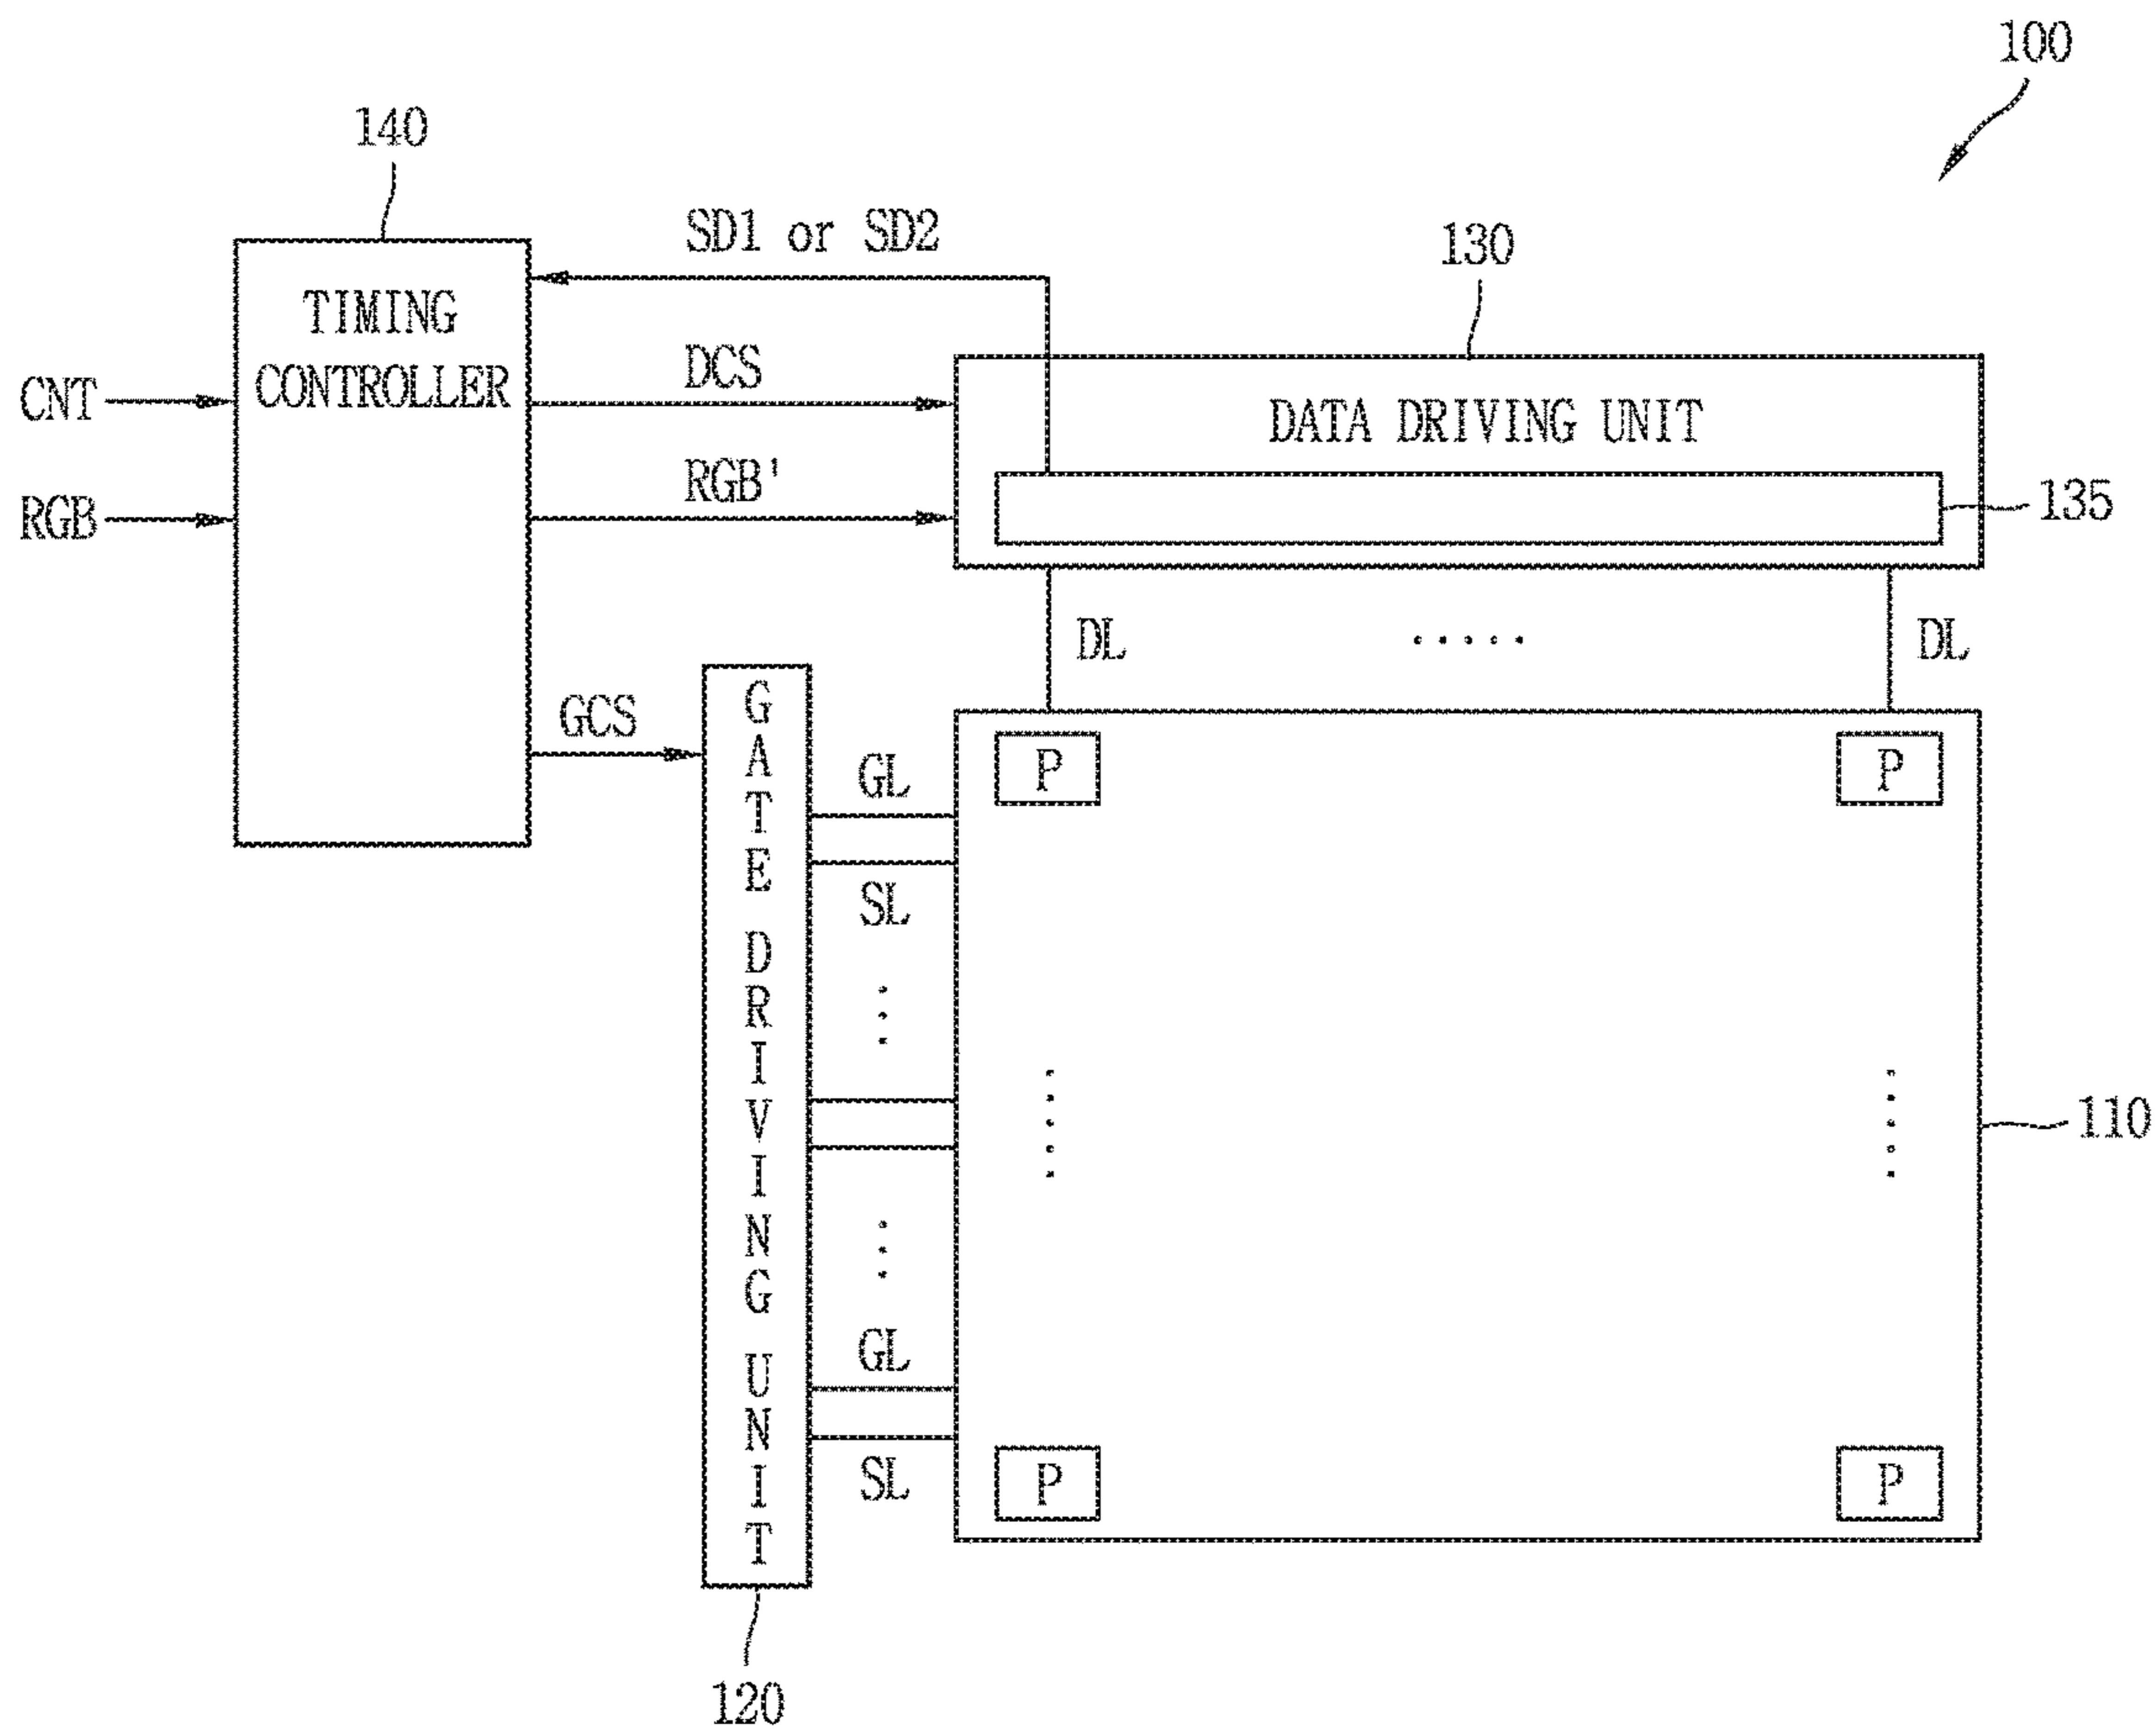 100
140
SD1 or SD2
130
TIMING
CONTROLLER
DCS
CNT
DATA DRIVING UNIT
RGB'
RGB
135
DL
DL
GCS
GATE DRIVING UNIT
P
P
GL
SL
110
GL
SL
P
P
120